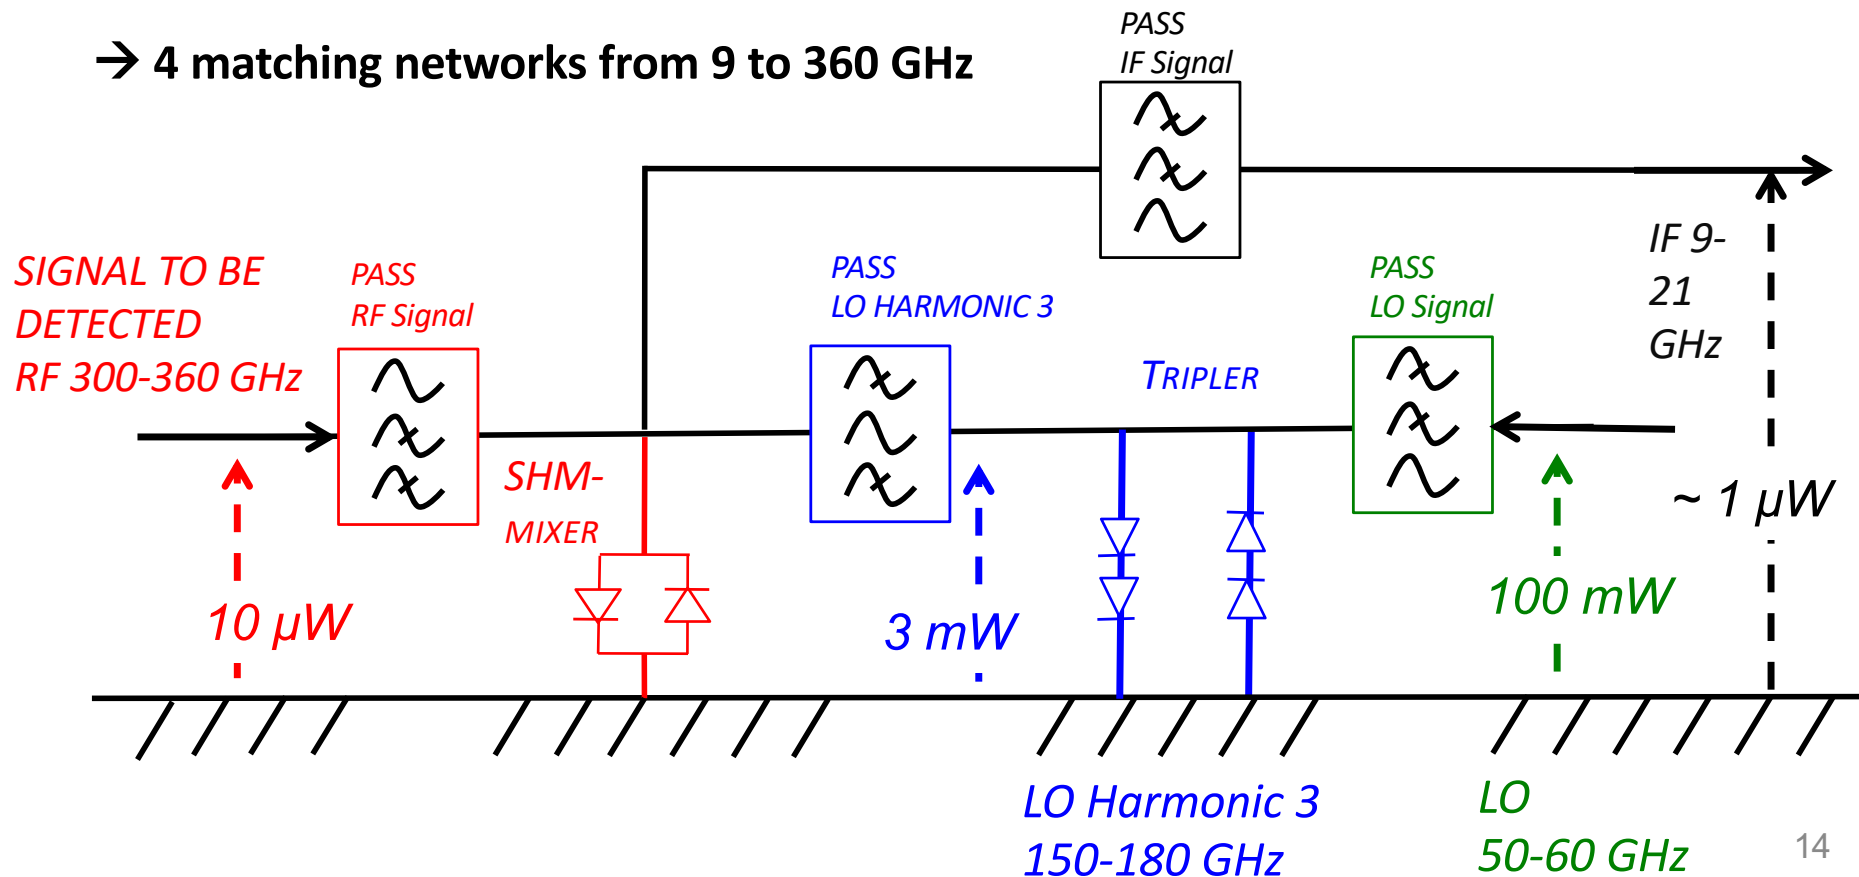 → 4 matching networks from 9 to 360 GHz
PASS
IF Signal
SIGNAL TO BE
DETECTED
RF 300-360 GHz
PASS
RF Signal
PASS
LO HARMONIC 3
PASS
LO Signal
IF 9-
21
GHz
TRIPLER
SHM-
MIXER
10 µW
3 mW
100 mW
~ 1 µW
LO Harmonic 3
150-180 GHz
LO
50-60 GHz
14